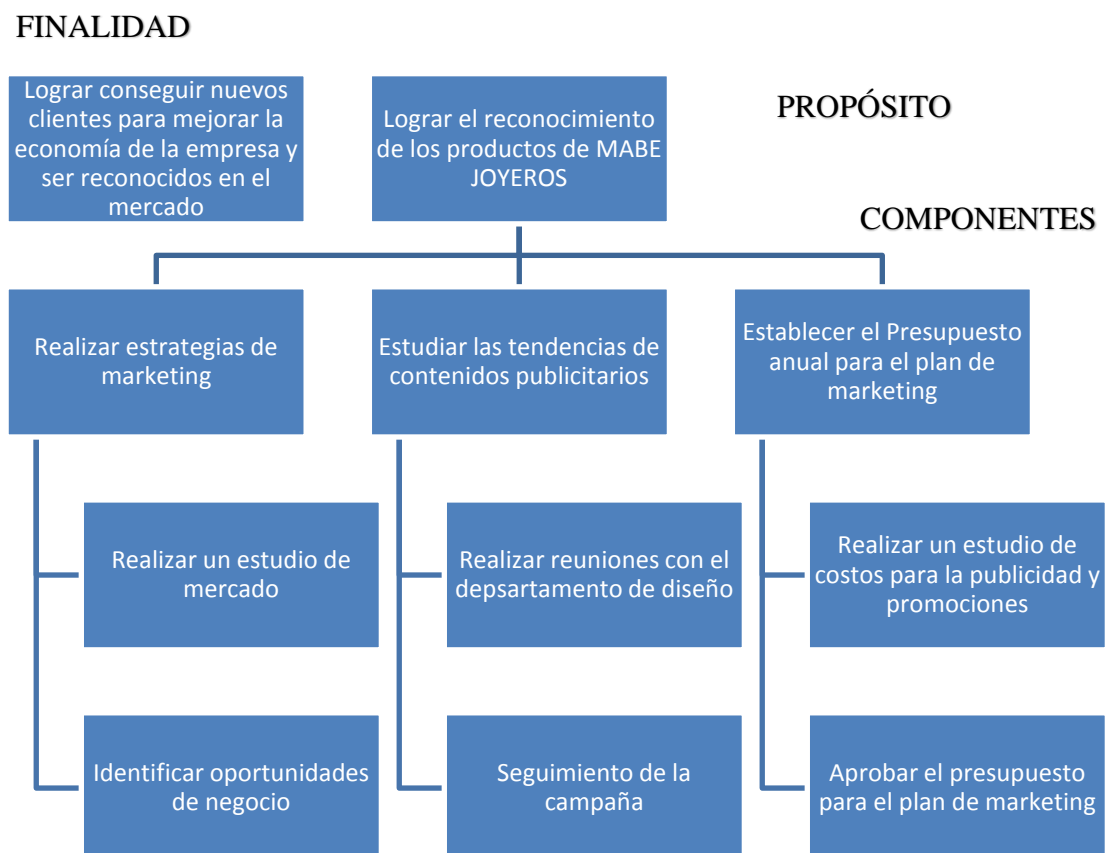 FINALIDAD
Lograr conseguir nuevos
clientes para mejorar la
economía de la empresa y
ser reconocidos en el
mercado
Lograr el reconocimiento
de los productos de MABE
JOYEROS
PROPÓSITO
COMPONENTES
Realizar estrategias de
marketing
Estudiar las tendencias de
contenidos publicitarios
Establecer el Presupuesto
anual para el plan de
marketing
Realizar un estudio de
mercado
Realizar reuniones con el
depsartamento de diseño
Realizar un estudio de
costos para la publicidad y
promociones
Identificar oportunidades
de negocio
Seguimiento de la
campaña
Aprobar el presupuesto
para el plan de marketing